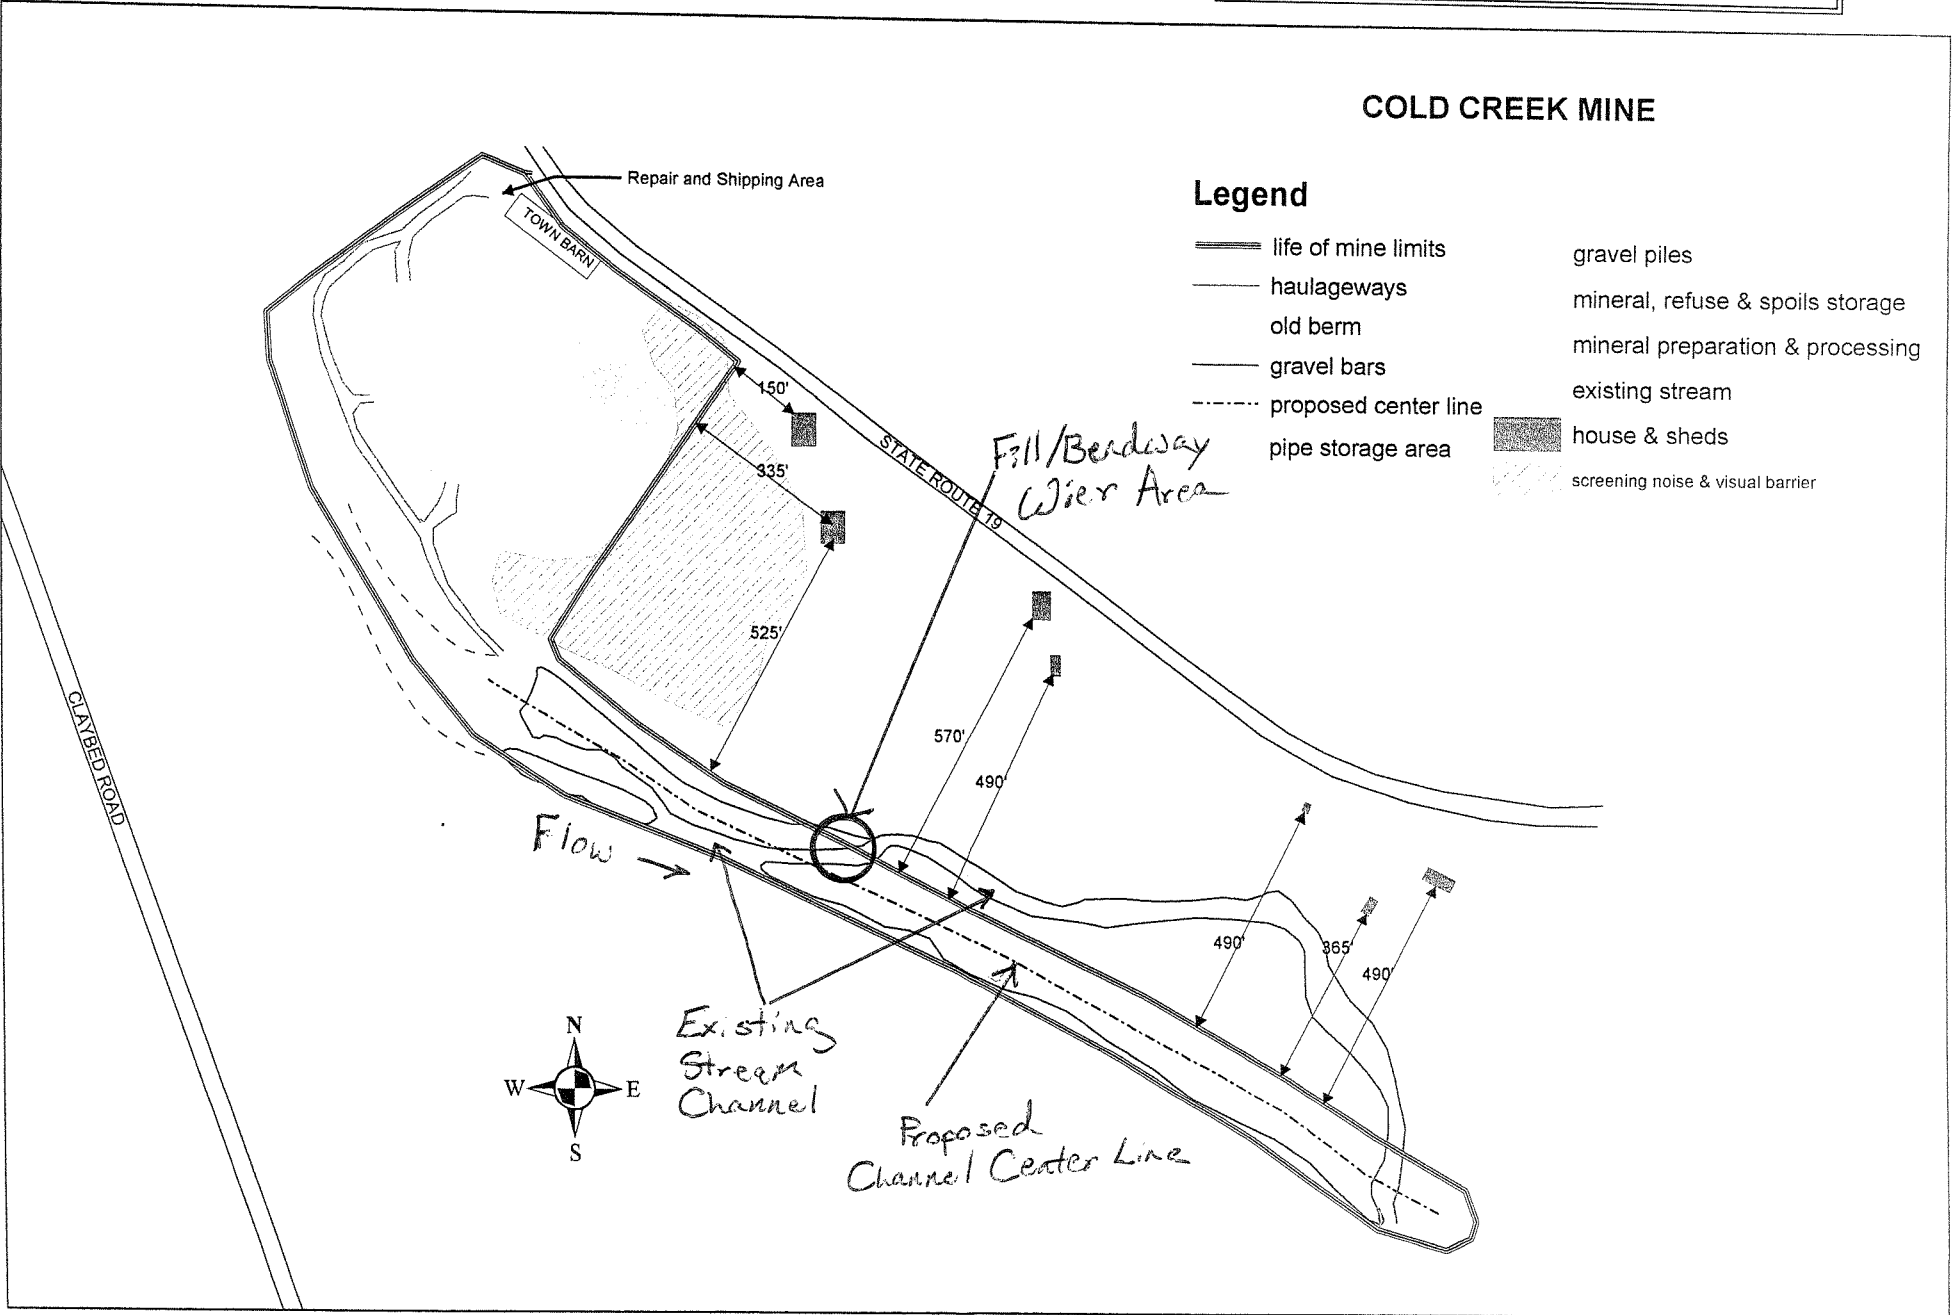 COLD CREEK MINE
Repair and Shipping Area
TOWN BARN
Legend
life of mine limits
haulageways
old berm
gravel bars
proposed center line
pipe storage area
gravel piles
mineral, refuse & spoils storage
mineral preparation & processing
existing stream
house & sheds
screening noise & visual barrier
150'
335'
STATE ROUTE 19
Fill/Bendway
Wier Area
525'
570'
490'
CLAYBED ROAD
Flow
490'
365'
490'
Existing
Stream
Channel
N
W
E
S
Proposed
Channel Center Line